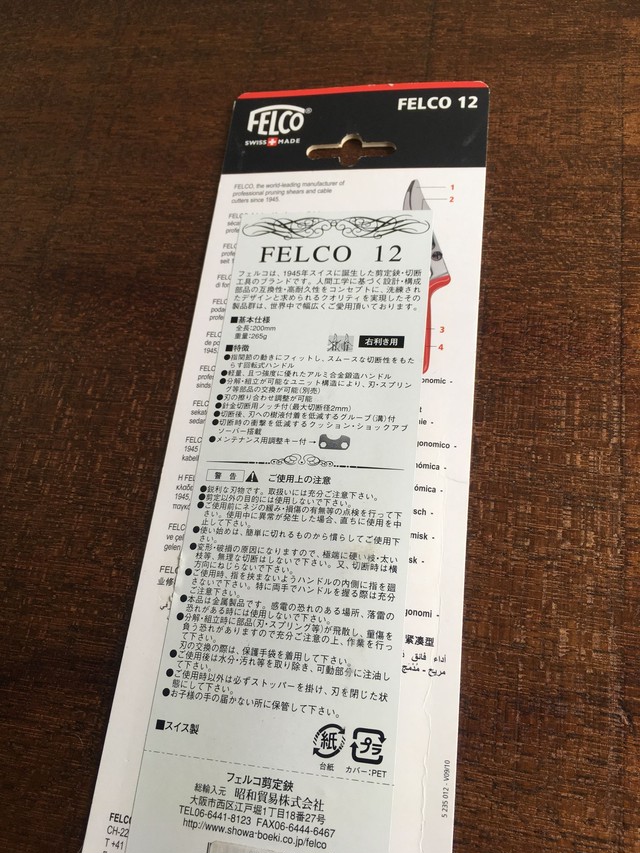 FELCO
SWISS MADE
FELCO 12
FELCO, the world-leading manufacturer of
professional pruning shears and cable
cutters since 1945.
1
2
3
4
FELCO 12
フェルコは、1945年スイスに誕生した剪定鋏・切断
工具のブランドです。人間工学に基づく設計・構成
部品の互換性・高耐久性をコンセプトに、洗練され
たデザインと求められるクオリティを実現したその
製品群は、世界中で幅広くご愛用頂いております。
■基本仕様
全長:200mm
重量:265g
右利き用
■特徴
●指関節の動きにフィットし、スムーズな切断性をもた
らす回転式ハンドル
●軽量、且つ強度に優れたアルミ合金鍛造ハンドル
●分解・組立が可能なユニット構造により、刃・スプリン
グ等部品の交換が可能(別売)
●刃の擦り合わせ調整が可能
●針金切断用ノッチ付(最大切断径2mm)
●切断後、刃への樹液付着を低減するグルーブ(溝)付
●切断時の衝撃を低減するクッション・ショックアブ
ソーバー搭載
●メンテナンス用調整キー付→
警告
ご使用上の注意
●鋭利な刃物です。取扱いには充分ご注意下さい。
●剪定以外の目的には使用しないで下さい。
●ご使用前にネジの緩み・損傷の有無等の点検を行って下
さい。使用中に異常が発生した場合、直ちに使用を中
止して下さい。
●使い始めは、簡単に切れるものから慣らしてご使用下
さい。
●変形・破損の原因になりますので、極端に硬い枝・太い
枝等、無理な切断はしないで下さい。又、切断時は横
方向にねじらないで下さい。
●ご使用時、指を挟まないようハンドルの内側に指を廻
さないで下さい。特に両手でハンドルを握る際は充分
ご注意下さい。
●本品は金属製品です。感電の恐れのある場所、落雷の
恐れがある時には使用しないで下さい。
●分解・組立時に部品(刃・スプリング等)が飛散し、重傷を
負う恐れがありますので充分ご注意の上、作業を行っ
て下さい。
刃の交換の際は、保護手袋を着用して下さい。
●ご使用後は水分・汚れ等を取り除き、可動部に注油し
て下さい。
●ご使用時以外は必ずストッパーを掛け、刃を閉じた状
態にして下さい。
●お子様の手の届かない所に保管して下さい。
■スイス製
紙
台紙
プラ
カバー:PET
フェルコ剪定鋏
総輸入元 昭和貿易株式会社
大阪市西区江戸堀1丁目18番27号
TEL06-6441-8123 FAX06-6444-6467
http://www.showa-boeki.co.jp/felco
5 235 012 - V09/10
CH-22
T +41